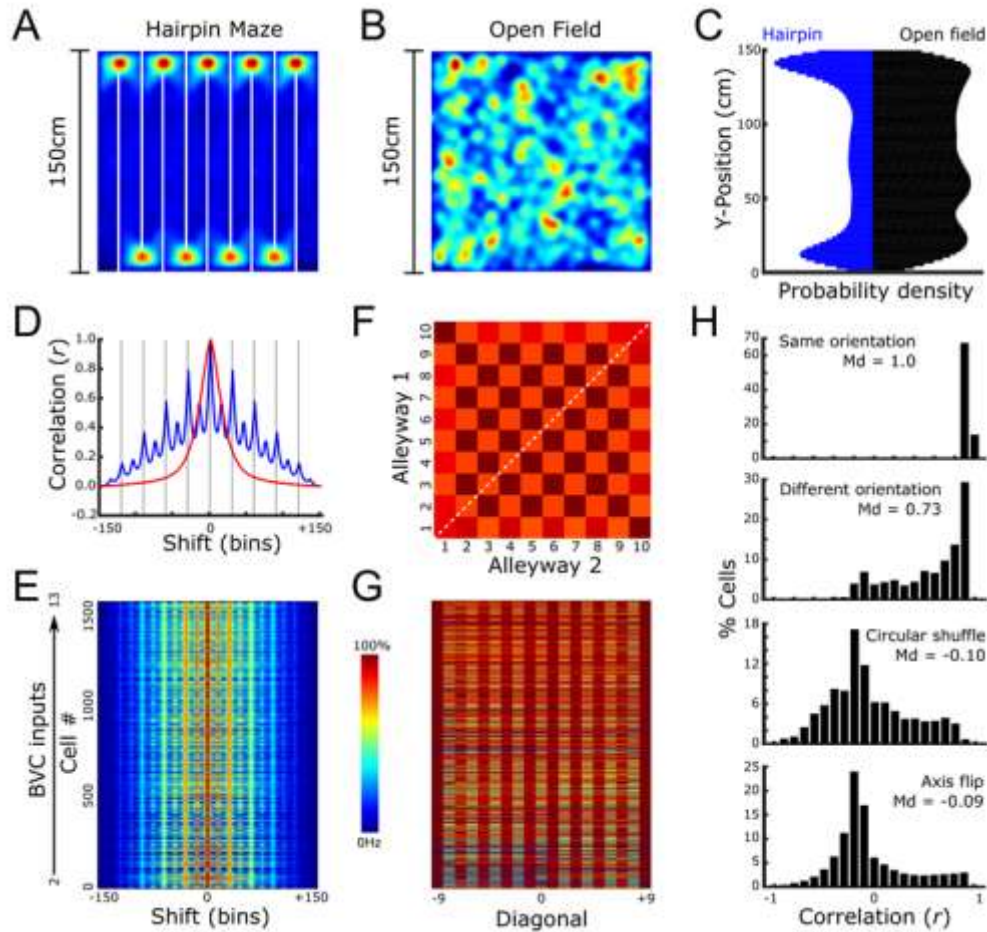 A
Hairpin Maze
150cm
B
Open Field
150cm
C
Hairpin
Open field
150
100
50
0
Y-Position (cm)
Probability density
D
1.0
0.8
0.6
0.4
0.2
0.0
-0.2
Correlation (r)
-150
0
+150
Shift (bins)
F
10
9
8
7
6
5
4
3
2
1
Alleyway 1
1 2 3 4 5 6 7 8 9 10
Alleyway 2
H
70
60
50
40
30
20
10
0
Same orientation
Md = 1.0
30
20
10
0
Different orientation
Md = 0.73
24
18
12
6
0
Circular shuffle
Md = -0.10
25
20
15
10
5
0
Axis flip
Md = -0.09
% Cells
-1 0 1
Correlation (r)
E
13
BVC inputs
2
1500
1000
500
0
Cell #
-150
0
+150
Shift (bins)
100%
0Hz
G
-9
0
+9
Diagonal